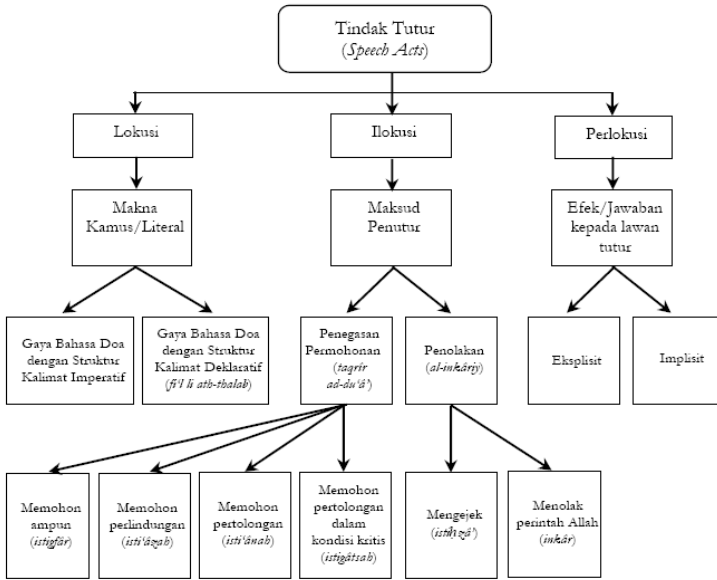 Tindak Tutur
(Speech Acts)
Lokusi
Ilokusi
Perlokusi
Makna
Kamus/Literal
Maksud
Penutur
Efek/Jawaban
kepada lawan
tutur
Gaya Bahasa Doa
dengan Struktur
Kalimat Imperatif
Gaya Bahasa Doa
dengan Struktur
Kalimat Deklaratif
(fi'l li ath-thalab)
Penegasan
Permohonan
(taqrír
ad-du'â')
Penolakan
(al-inkâriy)
Eksplisit
Implisit
Memohon
ampun
(istigfâr)
Memohon
perlindungan
(isti'âzah)
Memohon
pertolongan
(isti'ânah)
Memohon
pertolongan
dalam
kondisi kritis
(istigâtsah)
Mengejek
(istihzâ')
Menolak
perintah Allah
(inkâr)